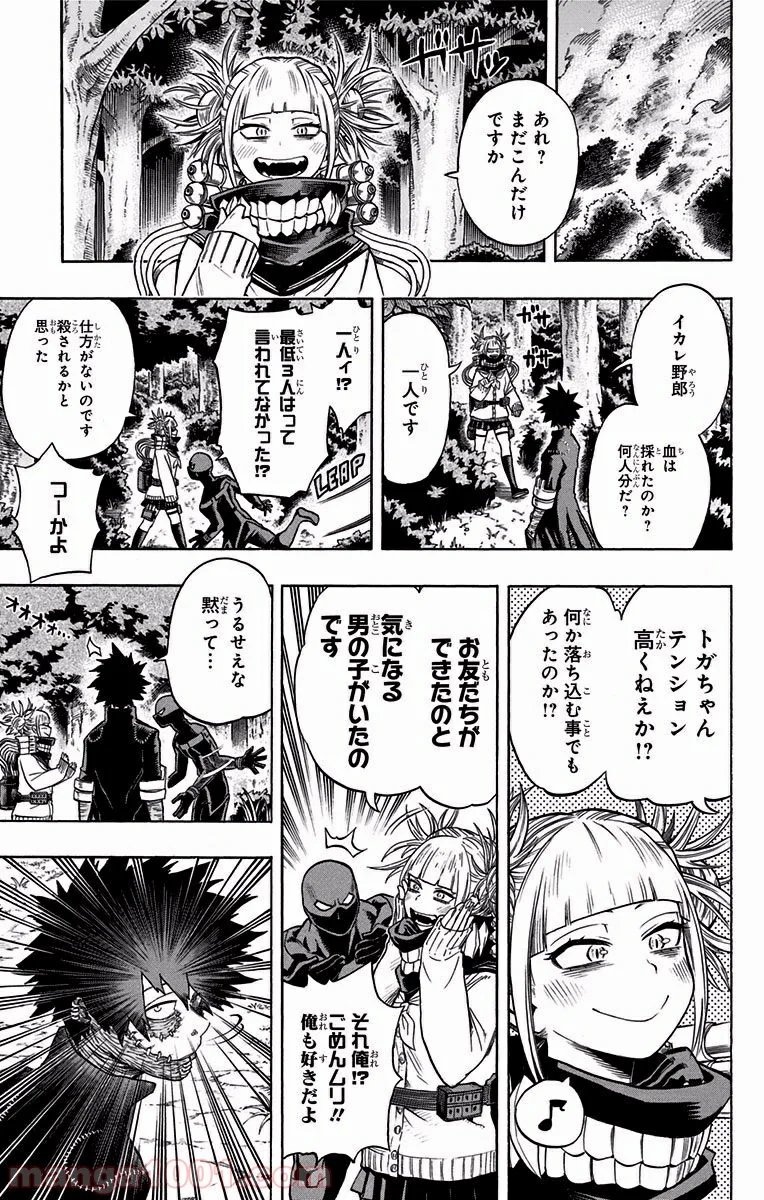 あれ?
まだこんだけ
ですか
ガサ
ガサッ
イカレ野郎
血は
採れたのか?
何人分だ?
ガサ
ガサ
一人です
一人ィ!?
最低3人はって
言われてなかった!?
LEAP
仕方がないのです
殺されるかと
思った
つーかよ
トガちゃん
テンション
高くねえか!?
何か落ち込む事でも
あったのか!?
お友だちが
できたのと
気になる
男の子がいたの
です
それ俺!?
ごめんムリ!!
俺も好きだよ
うるせえな
黙って…
manga1001.com